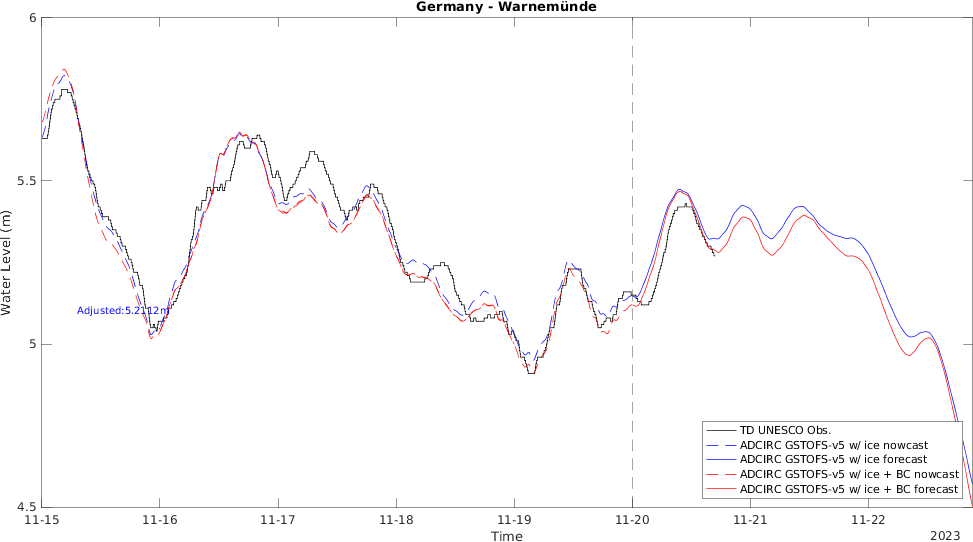 Germany - Warnemünde
6
5.5
5
4.5
Water Level (m)
Adjusted:5.2112m
11-15
11-16
11-17
11-18
11-19
11-20
11-21
11-22
Time
2023
TD UNESCO Obs.
ADCIRC GSTOFS-v5 w/ ice nowcast
ADCIRC GSTOFS-v5 w/ ice forecast
ADCIRC GSTOFS-v5 w/ ice + BC nowcast
ADCIRC GSTOFS-v5 w/ ice + BC forecast